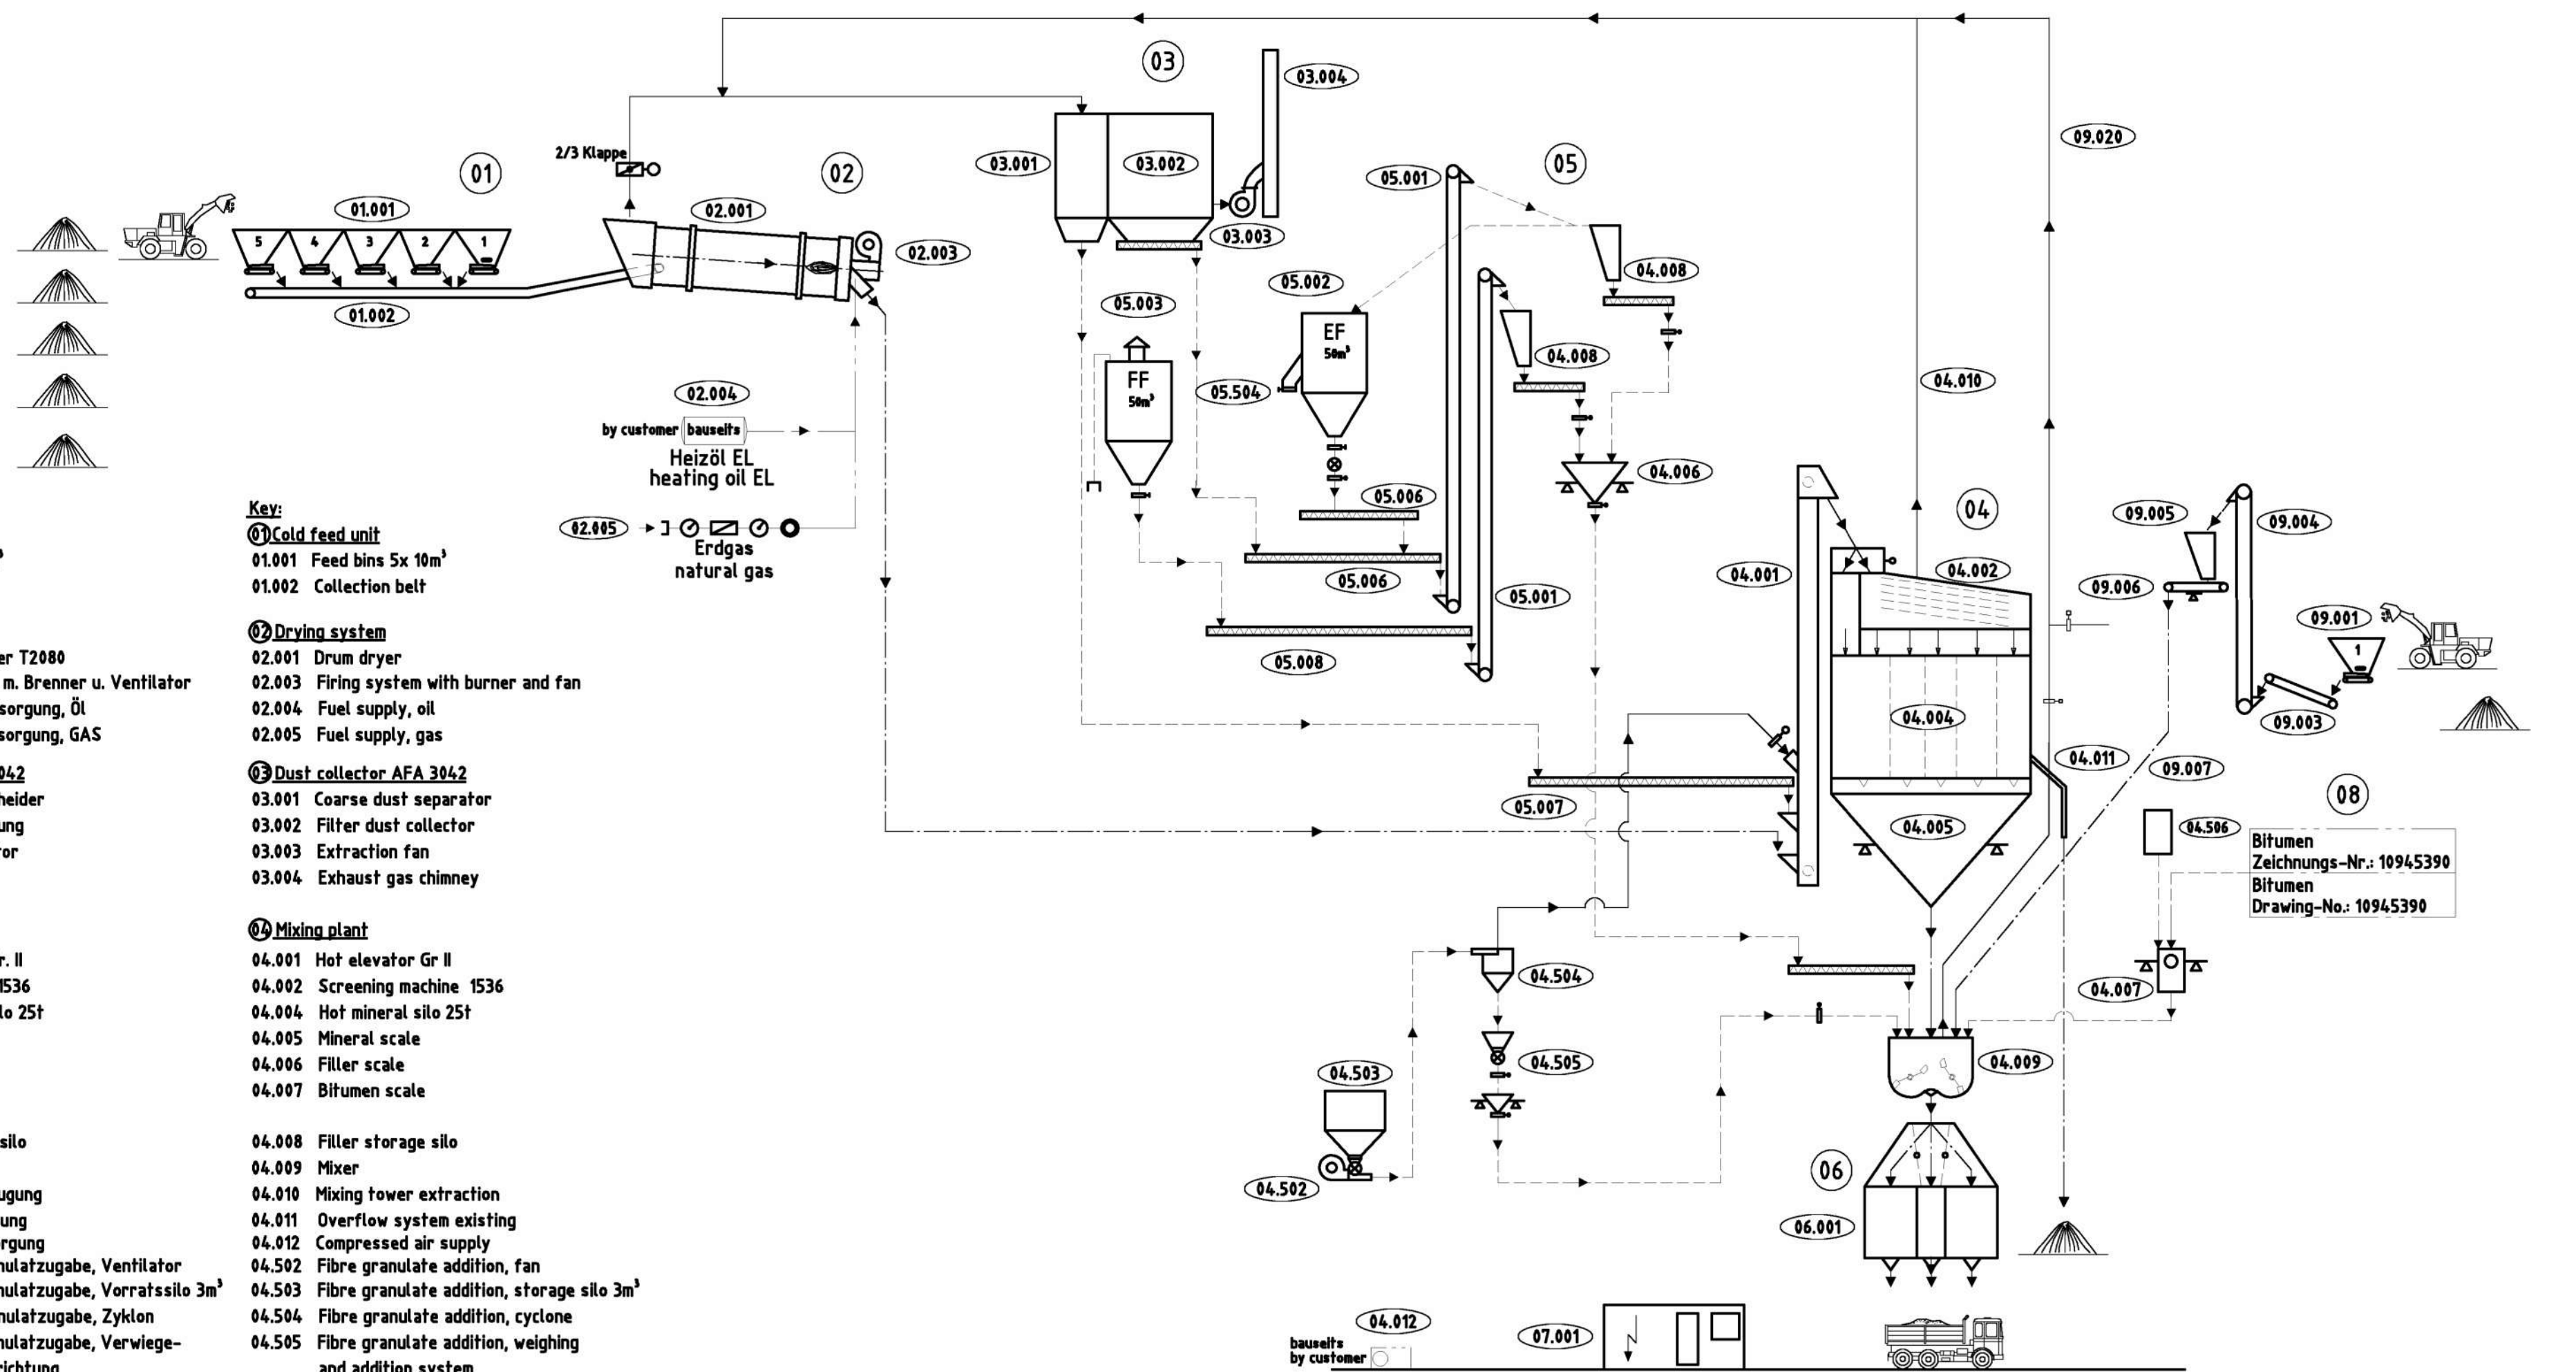 03
03.004
09.020
2/3 Klappe
01
02
03.001
03.002
05
05.001
01.001
02.001
5 4 3 2 1
03.003
02.003
04.008
05.002
05.003
01.002
EF
50m³
04.008
FF
50m³
02.004
05.504
04.010
by customer bauseits
Heizöl EL
heating oil EL
04.006
05.006
04
09.005
09.004
02.005
Erdgas
natural gas
05.006
04.001
04.002
09.006
05.001
09.001
1
05.008
04.004
09.003
04.011
09.007
05.007
04.005
08
04.506
Bitumen
Zeichnungs-Nr.: 10945390
Bitumen
Drawing-No.: 10945390
04.504
04.007
04.505
04.009
04.503
04.502
06
06.001
04.012
07.001
bauseits
by customer
Key:
01 Cold feed unit
01.001 Feed bins 5x 10m³
01.002 Collection belt
02 Drying system
er T2080
02.001 Drum dryer
m. Brenner u. Ventilator
02.003 Firing system with burner and fan
sorgung, Öl
02.004 Fuel supply, oil
sorgung, GAS
02.005 Fuel supply, gas
042
03 Dust collector AFA 3042
heider
03.001 Coarse dust separator
ung
03.002 Filter dust collector
tor
03.003 Extraction fan
03.004 Exhaust gas chimney
04 Mixing plant
r. II
04.001 Hot elevator Gr II
1536
04.002 Screening machine 1536
lo 25t
04.004 Hot mineral silo 25t
04.005 Mineral scale
04.006 Filler scale
04.007 Bitumen scale
silo
04.008 Filler storage silo
04.009 Mixer
ugung
04.010 Mixing tower extraction
ung
04.011 Overflow system existing
rgung
04.012 Compressed air supply
nulatzugabe, Ventilator
04.502 Fibre granulate addition, fan
nulatzugabe, Vorratssilo 3m³
04.503 Fibre granulate addition, storage silo 3m³
nulatzugabe, Zyklon
04.504 Fibre granulate addition, cyclone
nulatzugabe, Verwiege-
04.505 Fibre granulate addition, weighing
richtung
and addition system